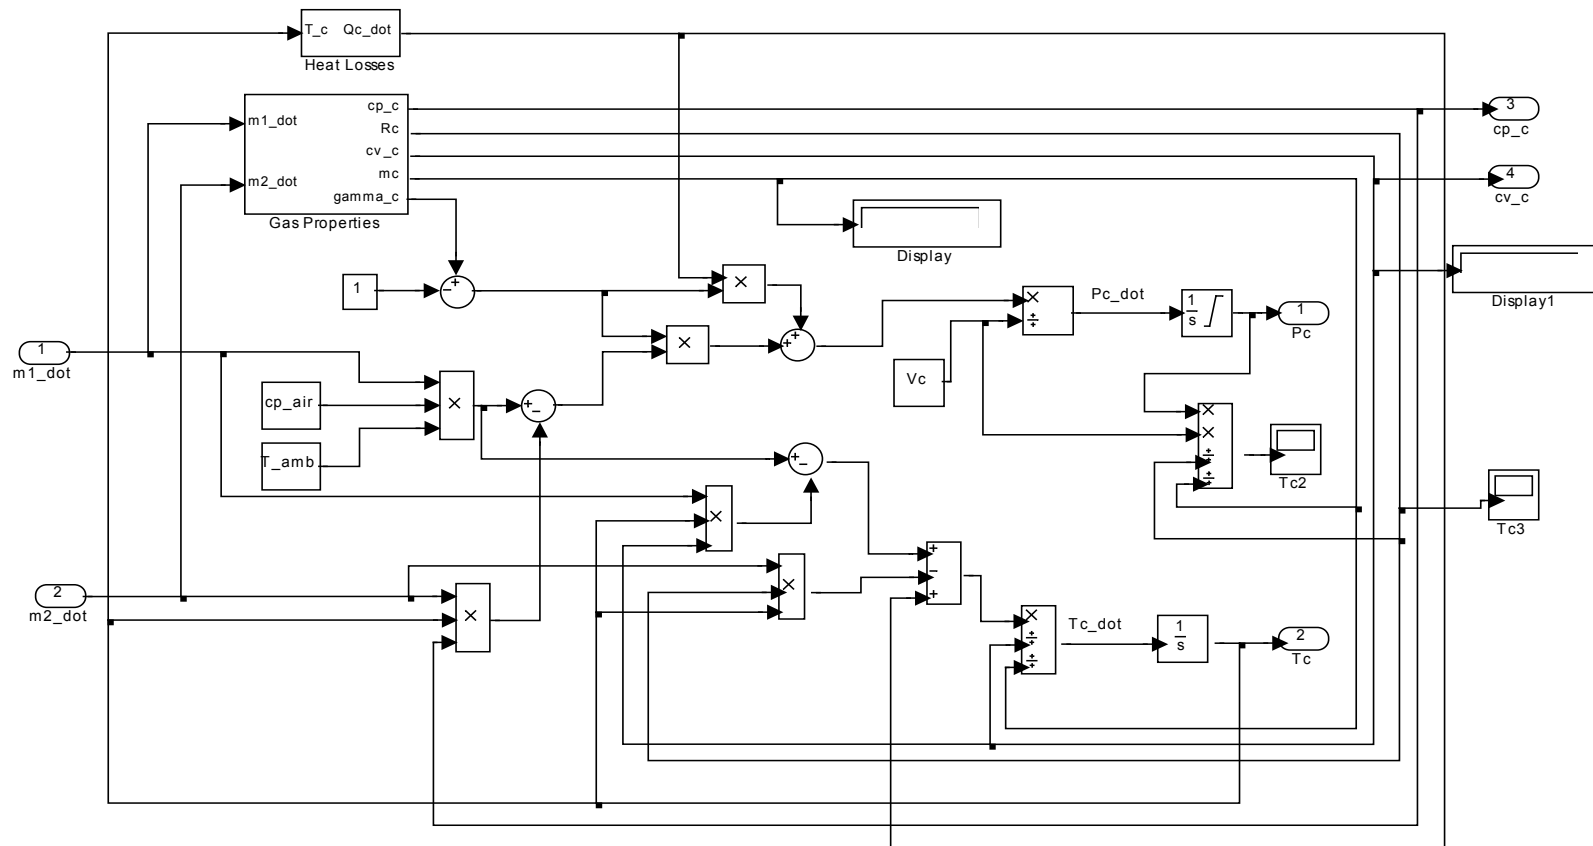 T_c Qc_dot
Heat Losses
m1_dot
m2_dot
cp_c
Rc
cv_c
mc
gamma_c
Gas Properties
3
cp_c
4
cv_c
Display
Display1
1
+
−
×
+
+
×
×
÷
Pc_dot
1
s
1
Pc
1
m1_dot
cp_air
T_amb
×
+
−
×
Vc
×
×
÷
÷
Tc2
Tc3
+
−
×
2
m2_dot
×
×
+
−
+
×
÷
÷
Tc_dot
1
s
2
Tc